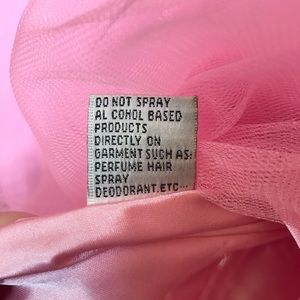 DO NOT SPRAY
AL COHOL BASED
PRODUCTS
DIRECTLY ON
GARMENT SUCH AS:
PERFUME HAIR
SPRAY
DEODORANT.ETC...